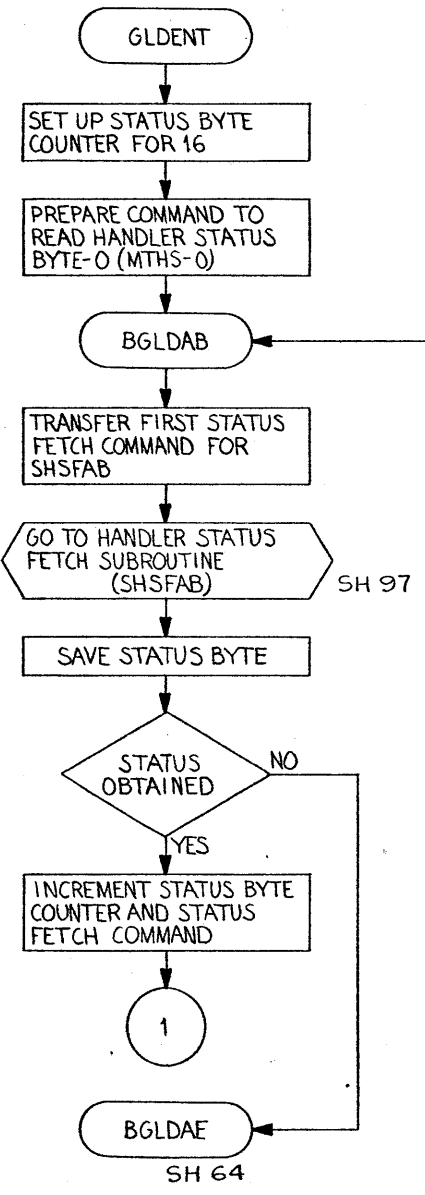 GLDENT
SET UP STATUS BYTE
COUNTER FOR 16
PREPARE COMMAND TO
READ HANDLER STATUS
BYTE-0 (MTHS-0)
BGLDAB
TRANSFER FIRST STATUS
FETCH COMMAND FOR
SHSFAB
GO TO HANDLER STATUS
FETCH SUBROUTINE
(SHSFAB)
SH 97
SAVE STATUS BYTE
STATUS
OBTAINED
NO
YES
INCREMENT STATUS BYTE
COUNTER AND STATUS
FETCH COMMAND
1
BGLDAE
SH 64